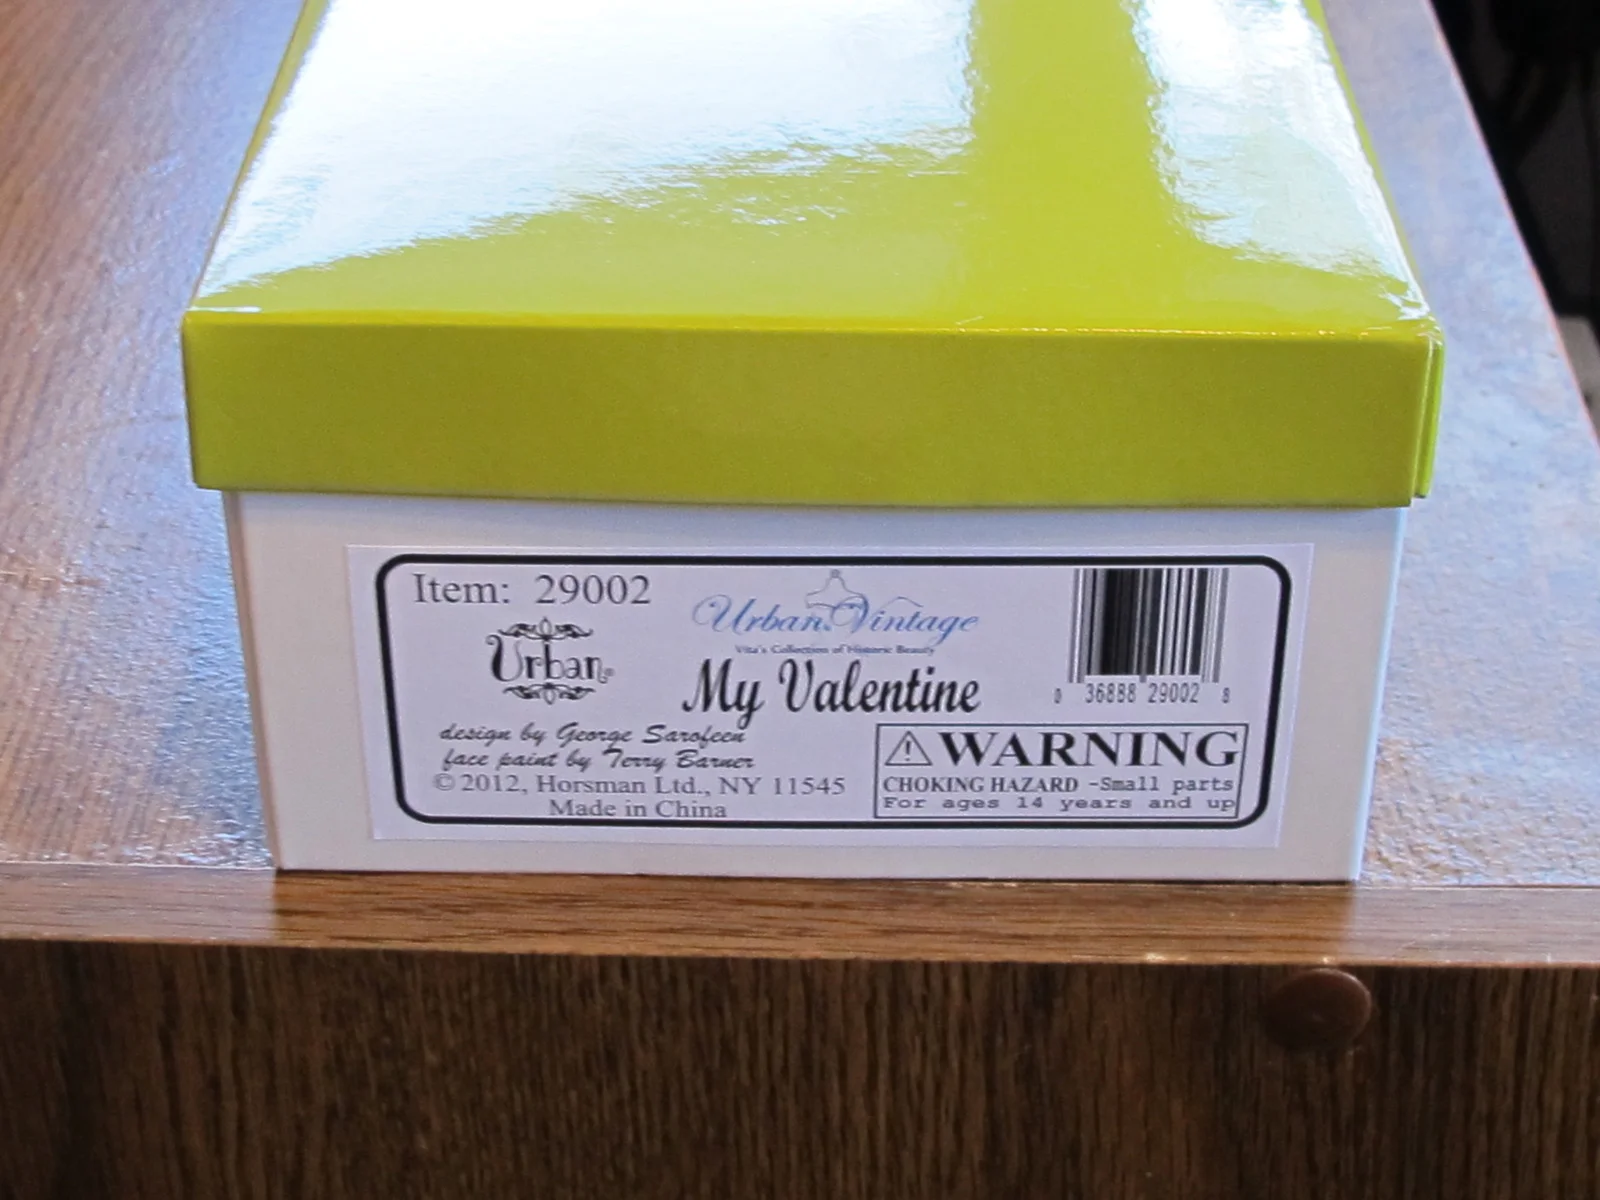 Item: 29002
Urban
Urban Vintage
Vita's Collection of Historic Beauty
My Valentine
0 36888 29002 8
design by George Sarofeen
face paint by Terry Barner
© 2012, Horsman Ltd., NY 11545
Made in China
WARNING
CHOKING HAZARD -Small parts
For ages 14 years and up